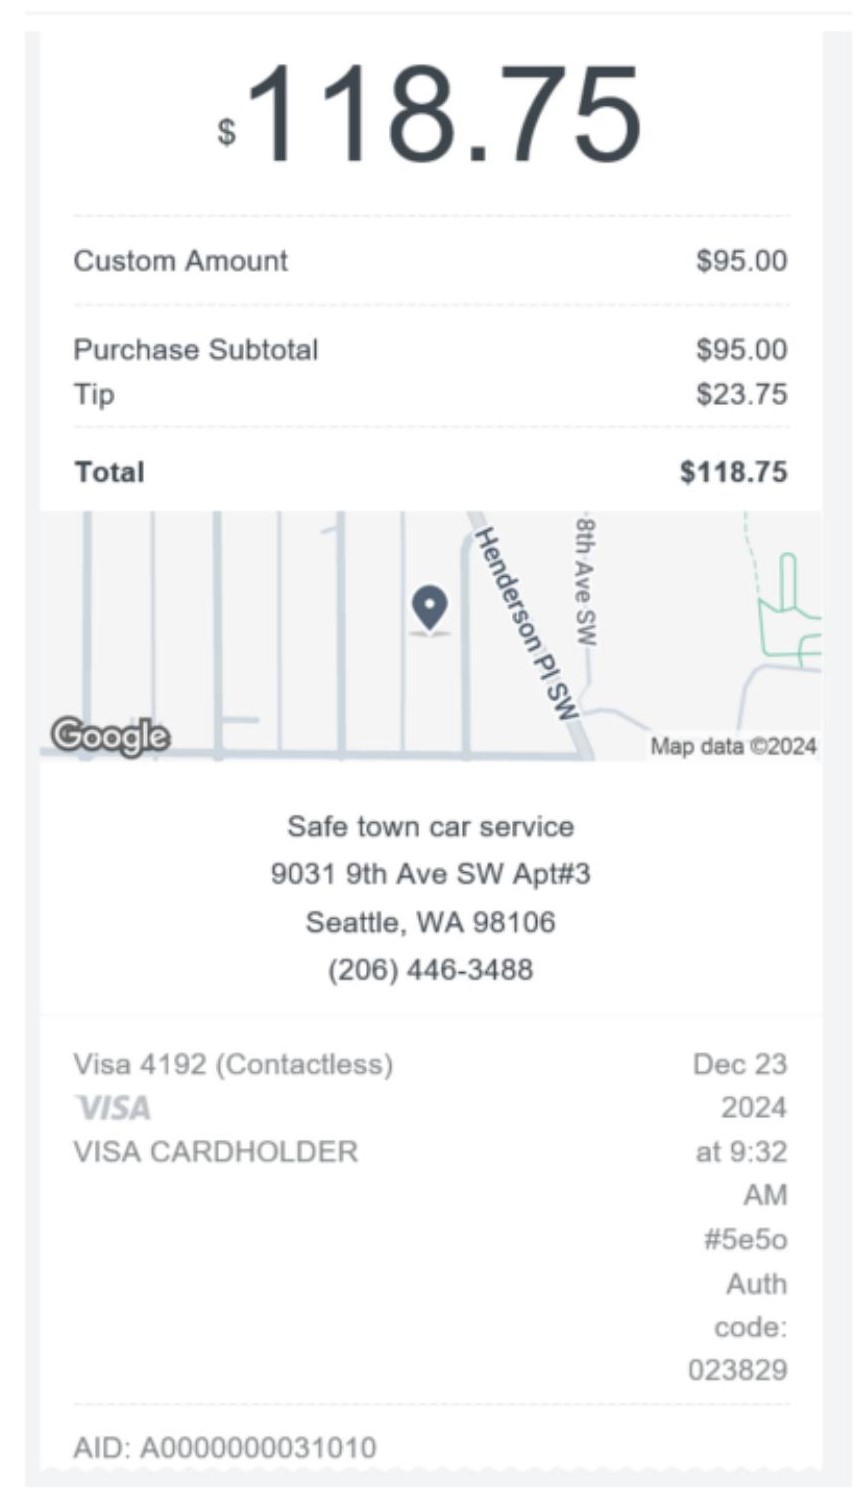 $118.75
Custom Amount $95.00
Purchase Subtotal $95.00
Tip $23.75
Total $118.75
Henderson Pl SW
8th Ave SW
Google
Map data ©2024
Safe town car service
9031 9th Ave SW Apt#3
Seattle, WA 98106
(206) 446-3488
Visa 4192 (Contactless) Dec 23
VISA 2024
VISA CARDHOLDER at 9:32
AM
#5e5o
Auth
code:
023829
AID: A0000000031010